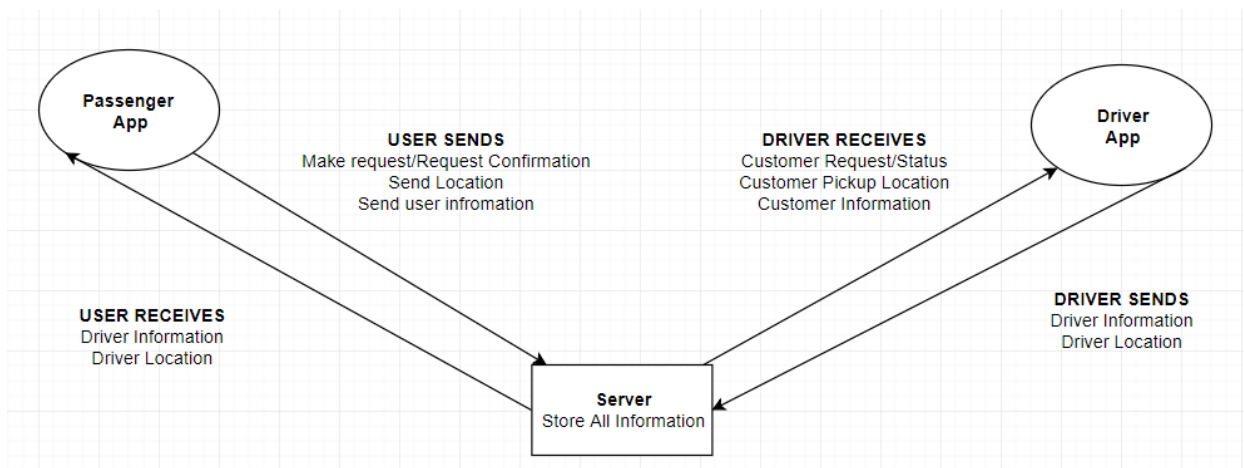 Passenger
App
USER SENDS
Make request/Request Confirmation
Send Location
Send user infromation
DRIVER RECEIVES
Customer Request/Status
Customer Pickup Location
Customer Information
Driver
App
USER RECEIVES
Driver Information
Driver Location
DRIVER SENDS
Driver Information
Driver Location
Server
Store All Information